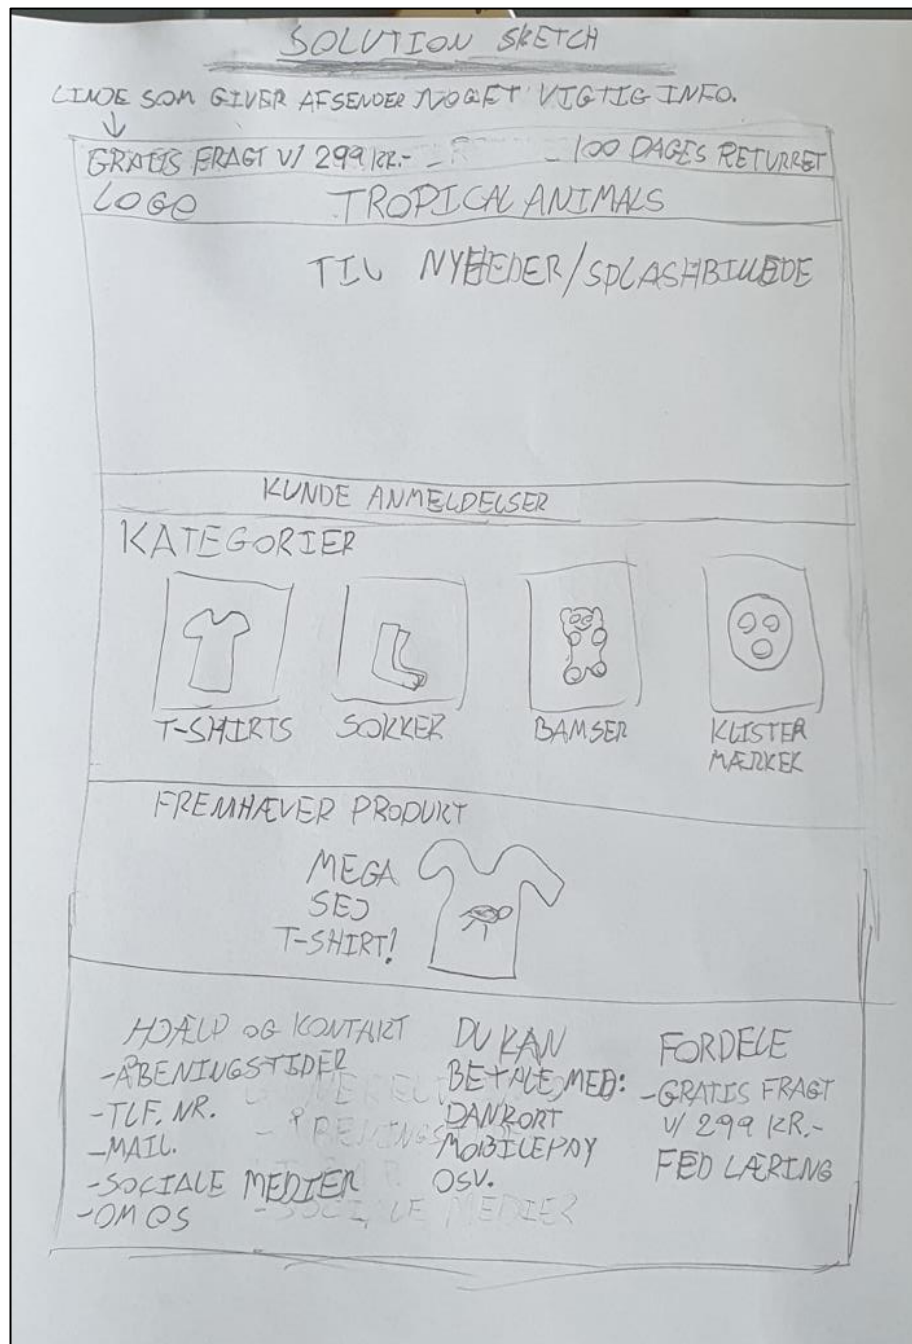 SOLUTION SKETCH
LINJE SOM GIVER AFSENDER NOGET VIGTIG INFO.
GRATIS FRAGT V/ 299 KR.- - - 100 DAGES RETURRET
LOGO TROPICAL ANIMALS
TIL NYHEDER/SPLASHBILLEDE
KUNDE ANMELDELSER
KATEGORIER
T-SHIRTS SOKKER BAMSER KLISTER
MÆRKER
FREMHÆVER PRODUKT
MEGA
SEJ
T-SHIRT!
HJÆLP OG KONTAKT
-ÅBENINGSTIDER
-TLF. NR.
-MAIL.
-SOCIALE MEDIER
-OM OS
DU KAN
BETALE MED:
DANKORT
MOBILEPAY
OSV.
FORDELE
-GRATIS FRAGT
V/ 299 KR.-
FED LÆRING
- ÅBENINGS
- SOCIALE MEDIER